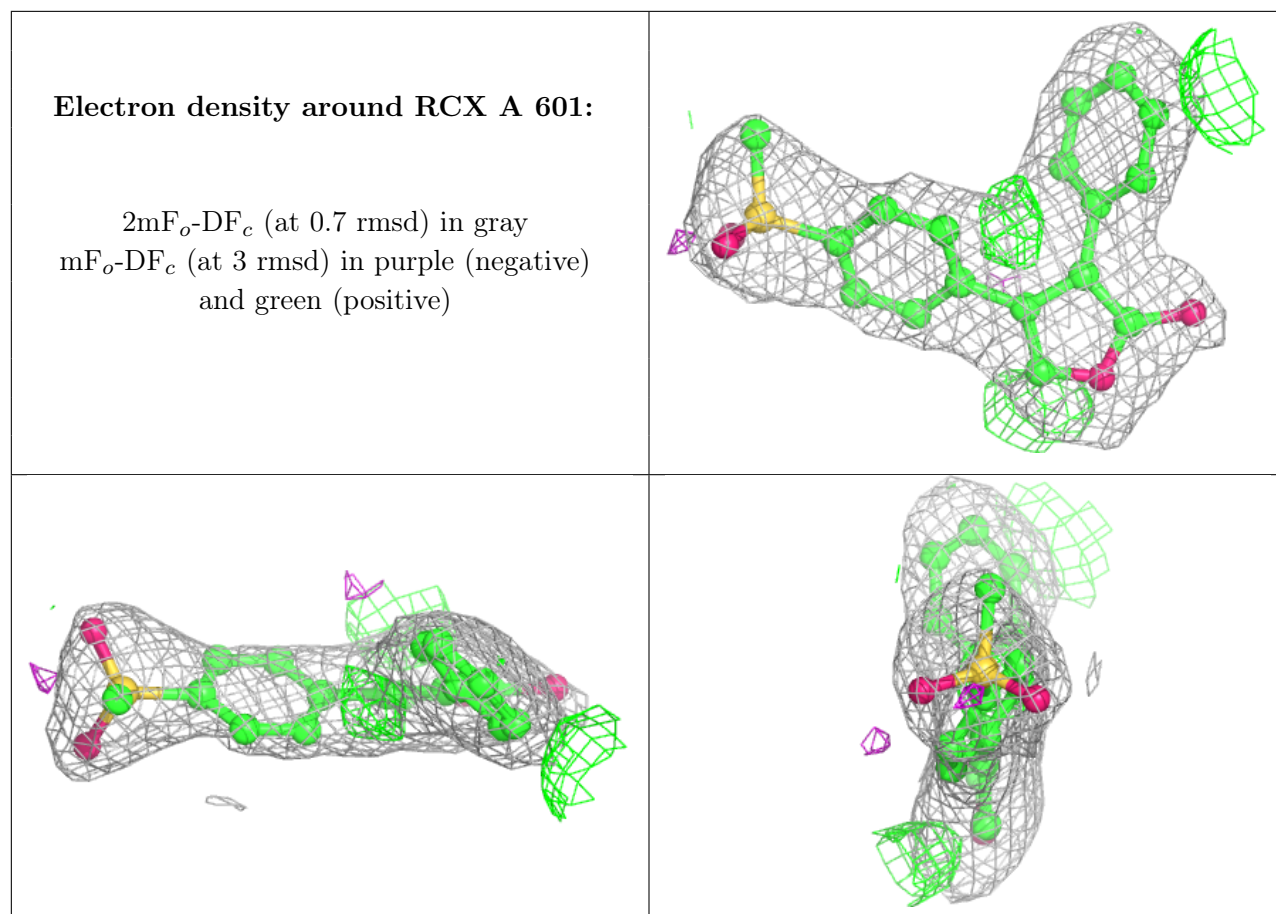 Electron density around RCX A 601:
2mFₒ-DF𝒸 (at 0.7 rmsd) in gray
mFₒ-DF𝒸 (at 3 rmsd) in purple (negative)
and green (positive)